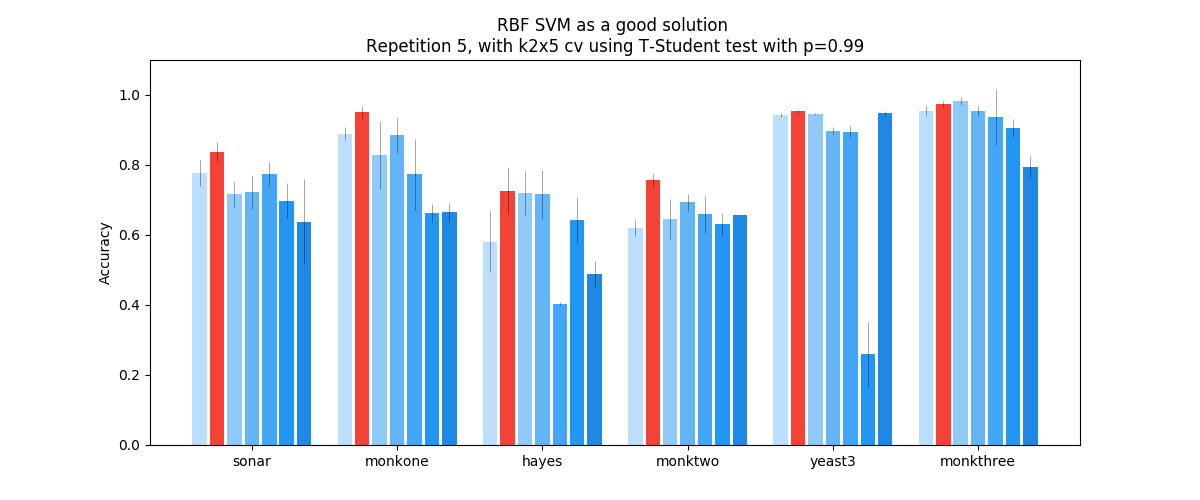 RBF SVM as a good solution
Repetition 5, with k2x5 cv using T-Student test with p=0.99
Accuracy
1.0
0.8
0.6
0.4
0.2
0.0
sonar monkone hayes monktwo yeast3 monkthree